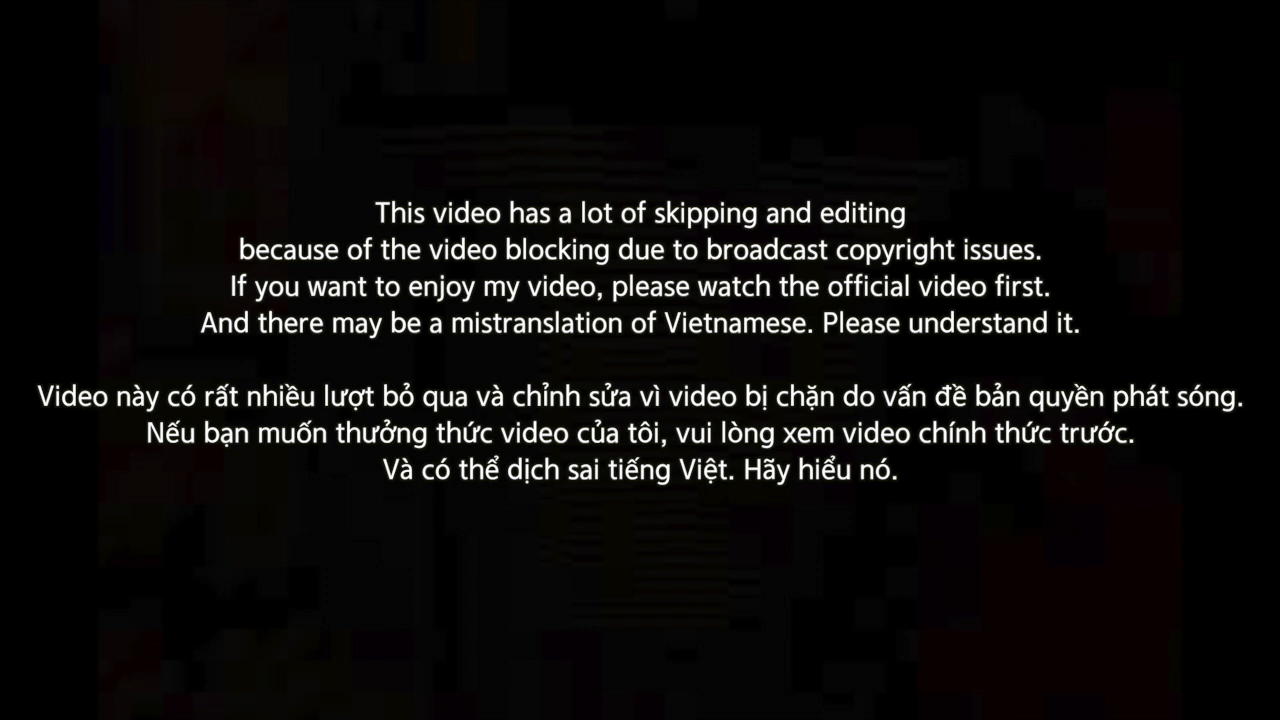 This video has a lot of skipping and editing
because of the video blocking due to broadcast copyright issues.
If you want to enjoy my video, please watch the official video first.
And there may be a mistranslation of Vietnamese. Please understand it.
Video này có rất nhiều lượt bỏ qua và chỉnh sửa vì video bị chặn do vấn đề bản quyền phát sóng.
Nếu bạn muốn thưởng thức video của tôi, vui lòng xem video chính thức trước.
Và có thể dịch sai tiếng Việt. Hãy hiểu nó.